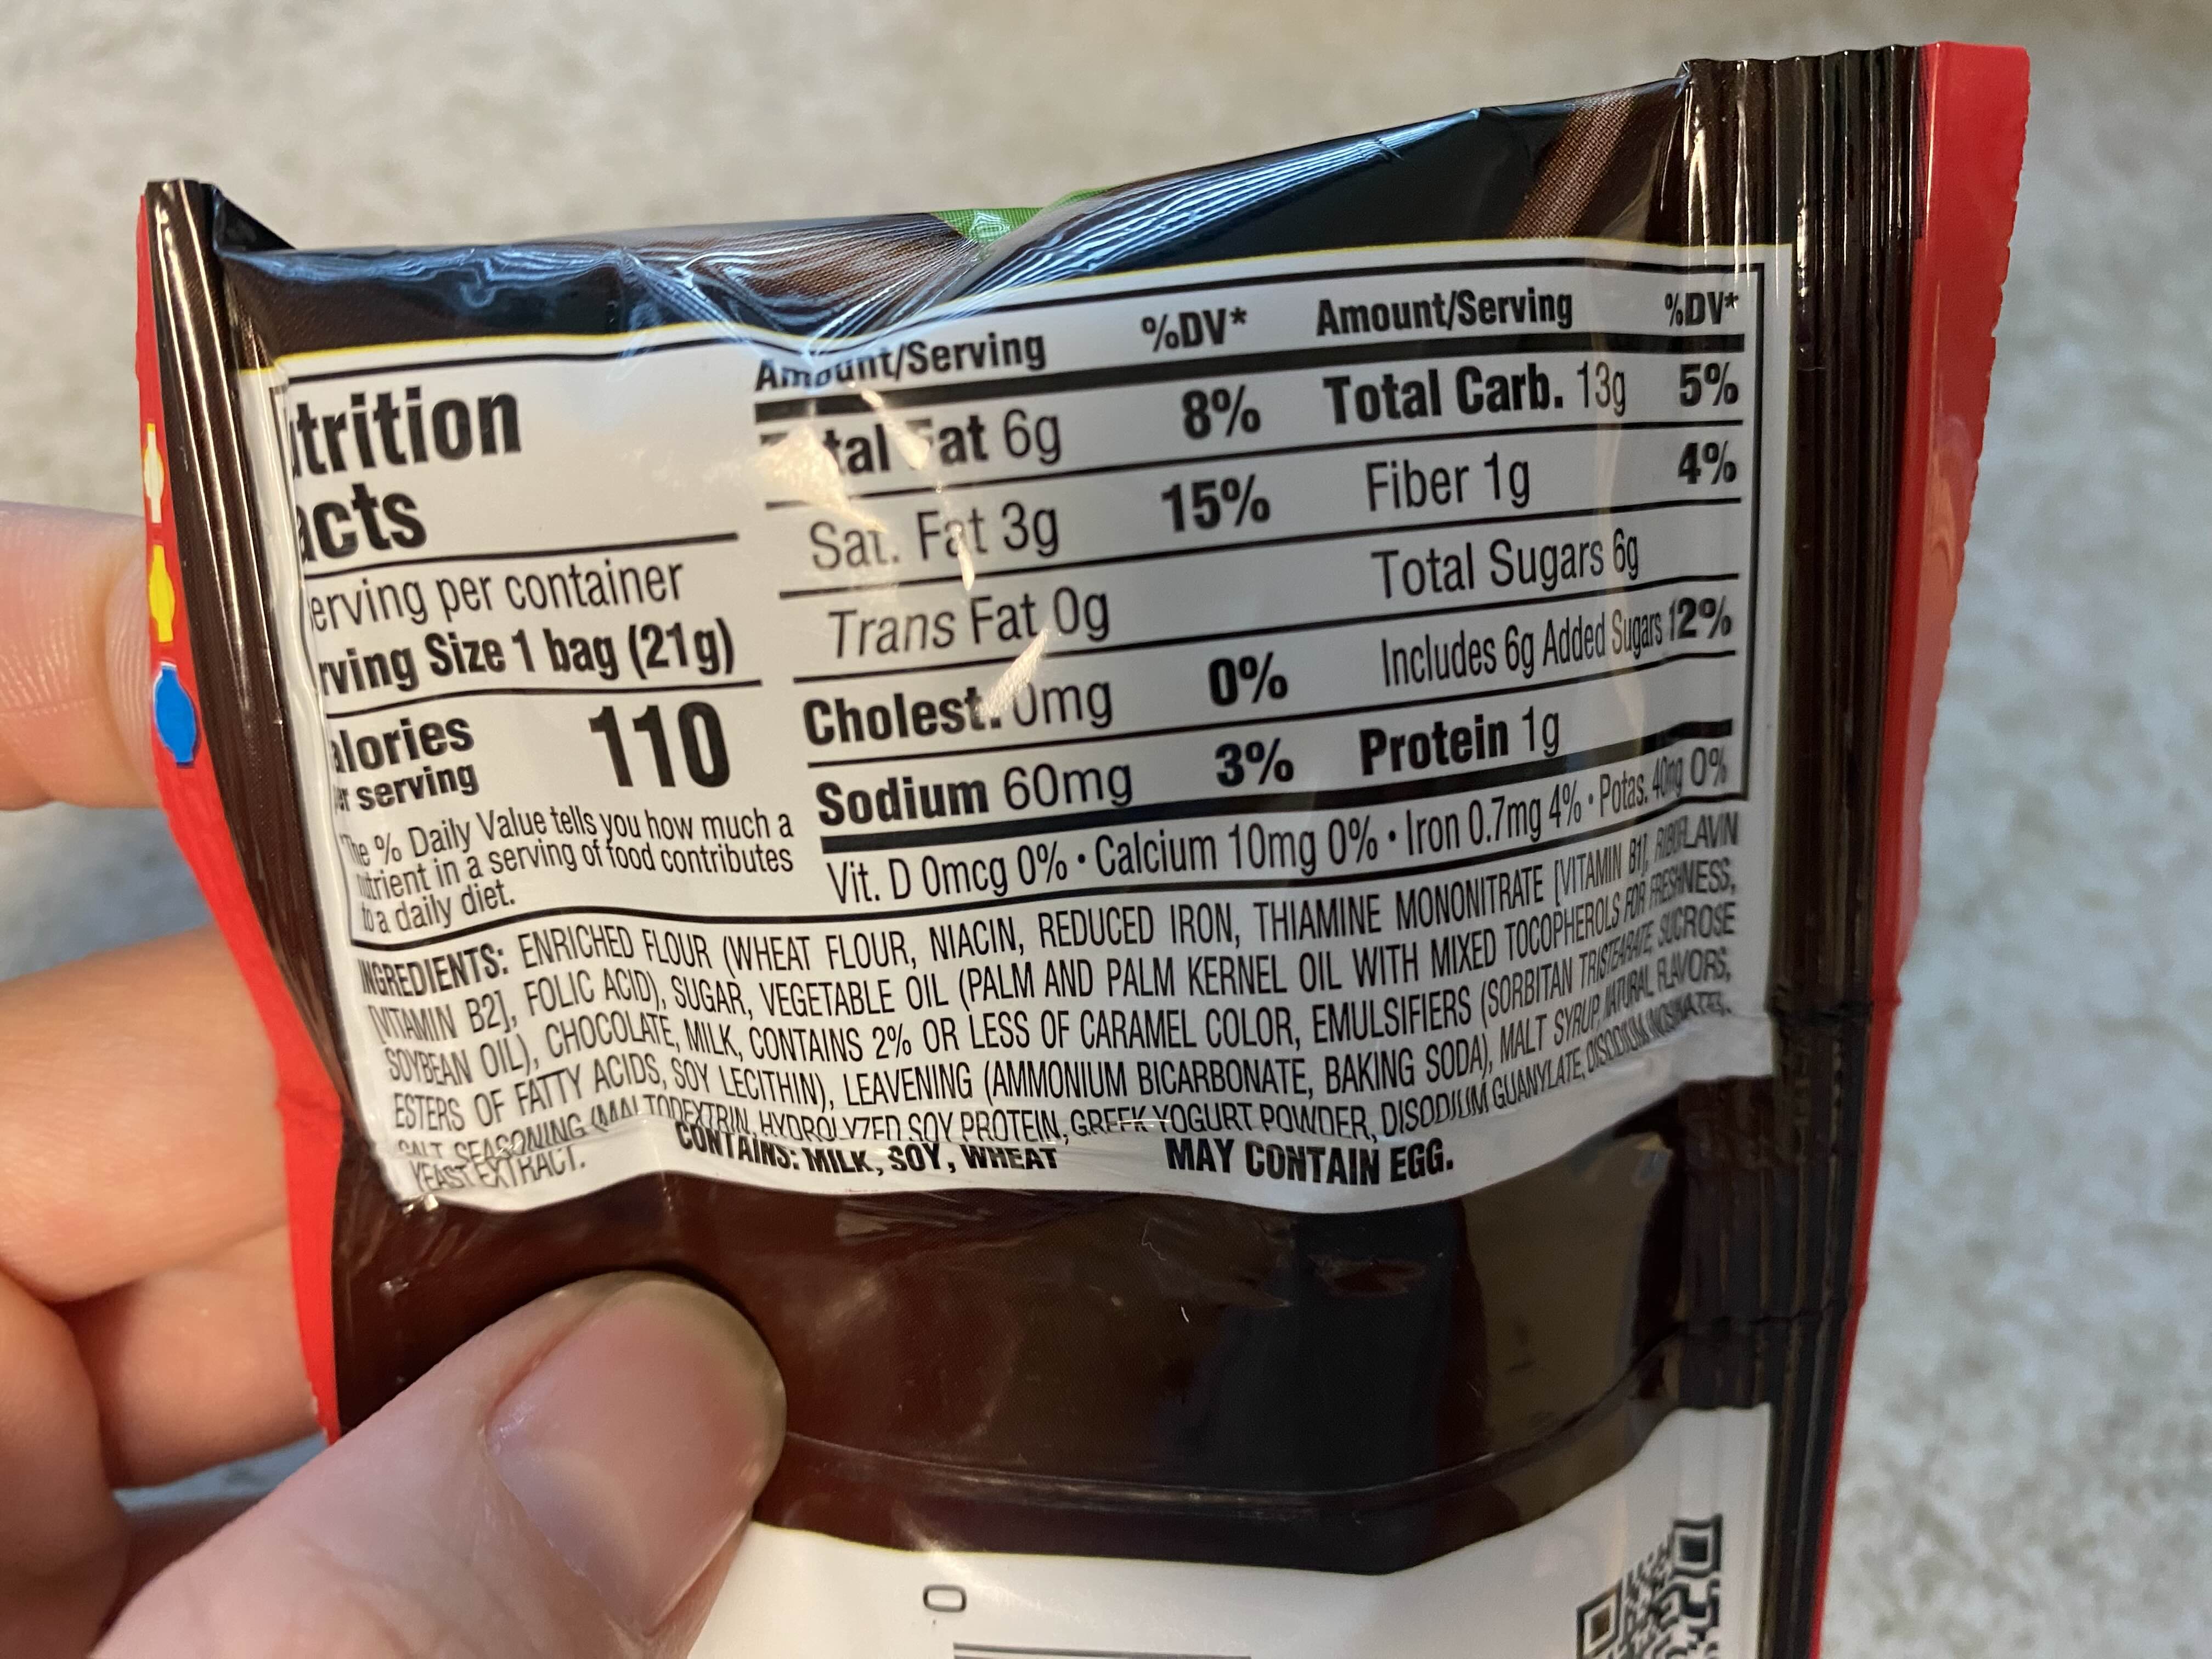 trition
acts
erving per container
rving Size 1 bag (21g)
alories
er serving
110
The % Daily Value tells you how much a
nutrient in a serving of food contributes
to a daily diet.
Amount/Serving %DV* Amount/Serving %DV*
Total Fat 6g 8% Total Carb. 13g 5%
Sat. Fat 3g 15% Fiber 1g 4%
Trans Fat 0g Total Sugars 6g
Cholest. 0mg 0% Includes 6g Added Sugars 12%
Sodium 60mg 3% Protein 1g
Vit. D 0mcg 0% • Calcium 10mg 0% • Iron 0.7mg 4% • Potas. 40mg 0%
INGREDIENTS: ENRICHED FLOUR (WHEAT FLOUR, NIACIN, REDUCED IRON, THIAMINE MONONITRATE [VITAMIN B1], RIBOFLAVIN
[VITAMIN B2], FOLIC ACID), SUGAR, VEGETABLE OIL (PALM AND PALM KERNEL OIL WITH MIXED TOCOPHEROLS FOR FRESHNESS,
SOYBEAN OIL), CHOCOLATE, MILK, CONTAINS 2% OR LESS OF CARAMEL COLOR, EMULSIFIERS (SORBITAN TRISTEARATE, SUCROSE
ESTERS OF FATTY ACIDS, SOY LECITHIN), LEAVENING (AMMONIUM BICARBONATE, BAKING SODA), MALT SYRUP, NATURAL FLAVORS,
SALT, SEASONING (MALTODEXTRIN, HYDROLYZED SOY PROTEIN, GREEK YOGURT POWDER, DISODIUM GUANYLATE, DISODIUM INOSINATE),
YEAST EXTRACT.
CONTAINS: MILK, SOY, WHEAT MAY CONTAIN EGG.
0